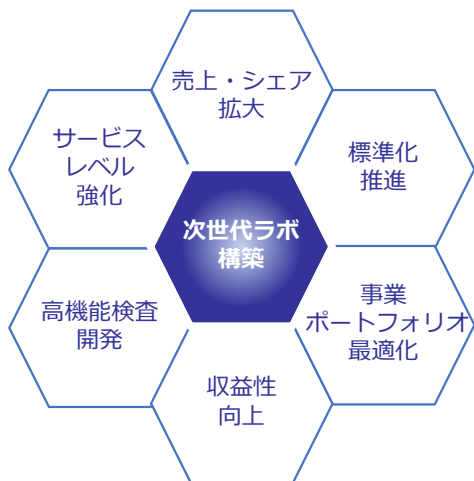 売上・シェア
拡大
サービス
レベル
強化
標準化
推進
次世代ラボ
構築
高機能検査
開発
事業
ポートフォリオ
最適化
収益性
向上